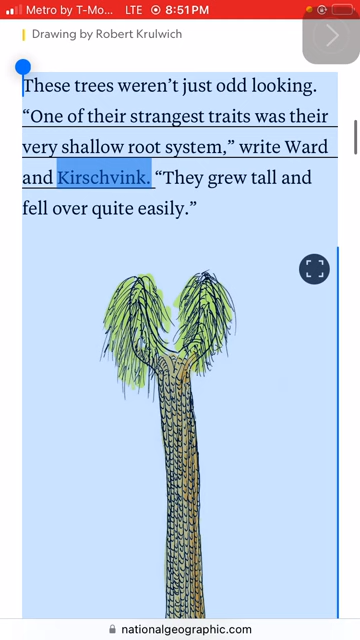 Metro by T-Mo... LTE 8:51PM
Drawing by Robert Krulwich
These trees weren’t just odd looking.
“One of their strangest traits was their
very shallow root system,” write Ward
and Kirschvink. “They grew tall and
fell over quite easily.”
nationalgeographic.com